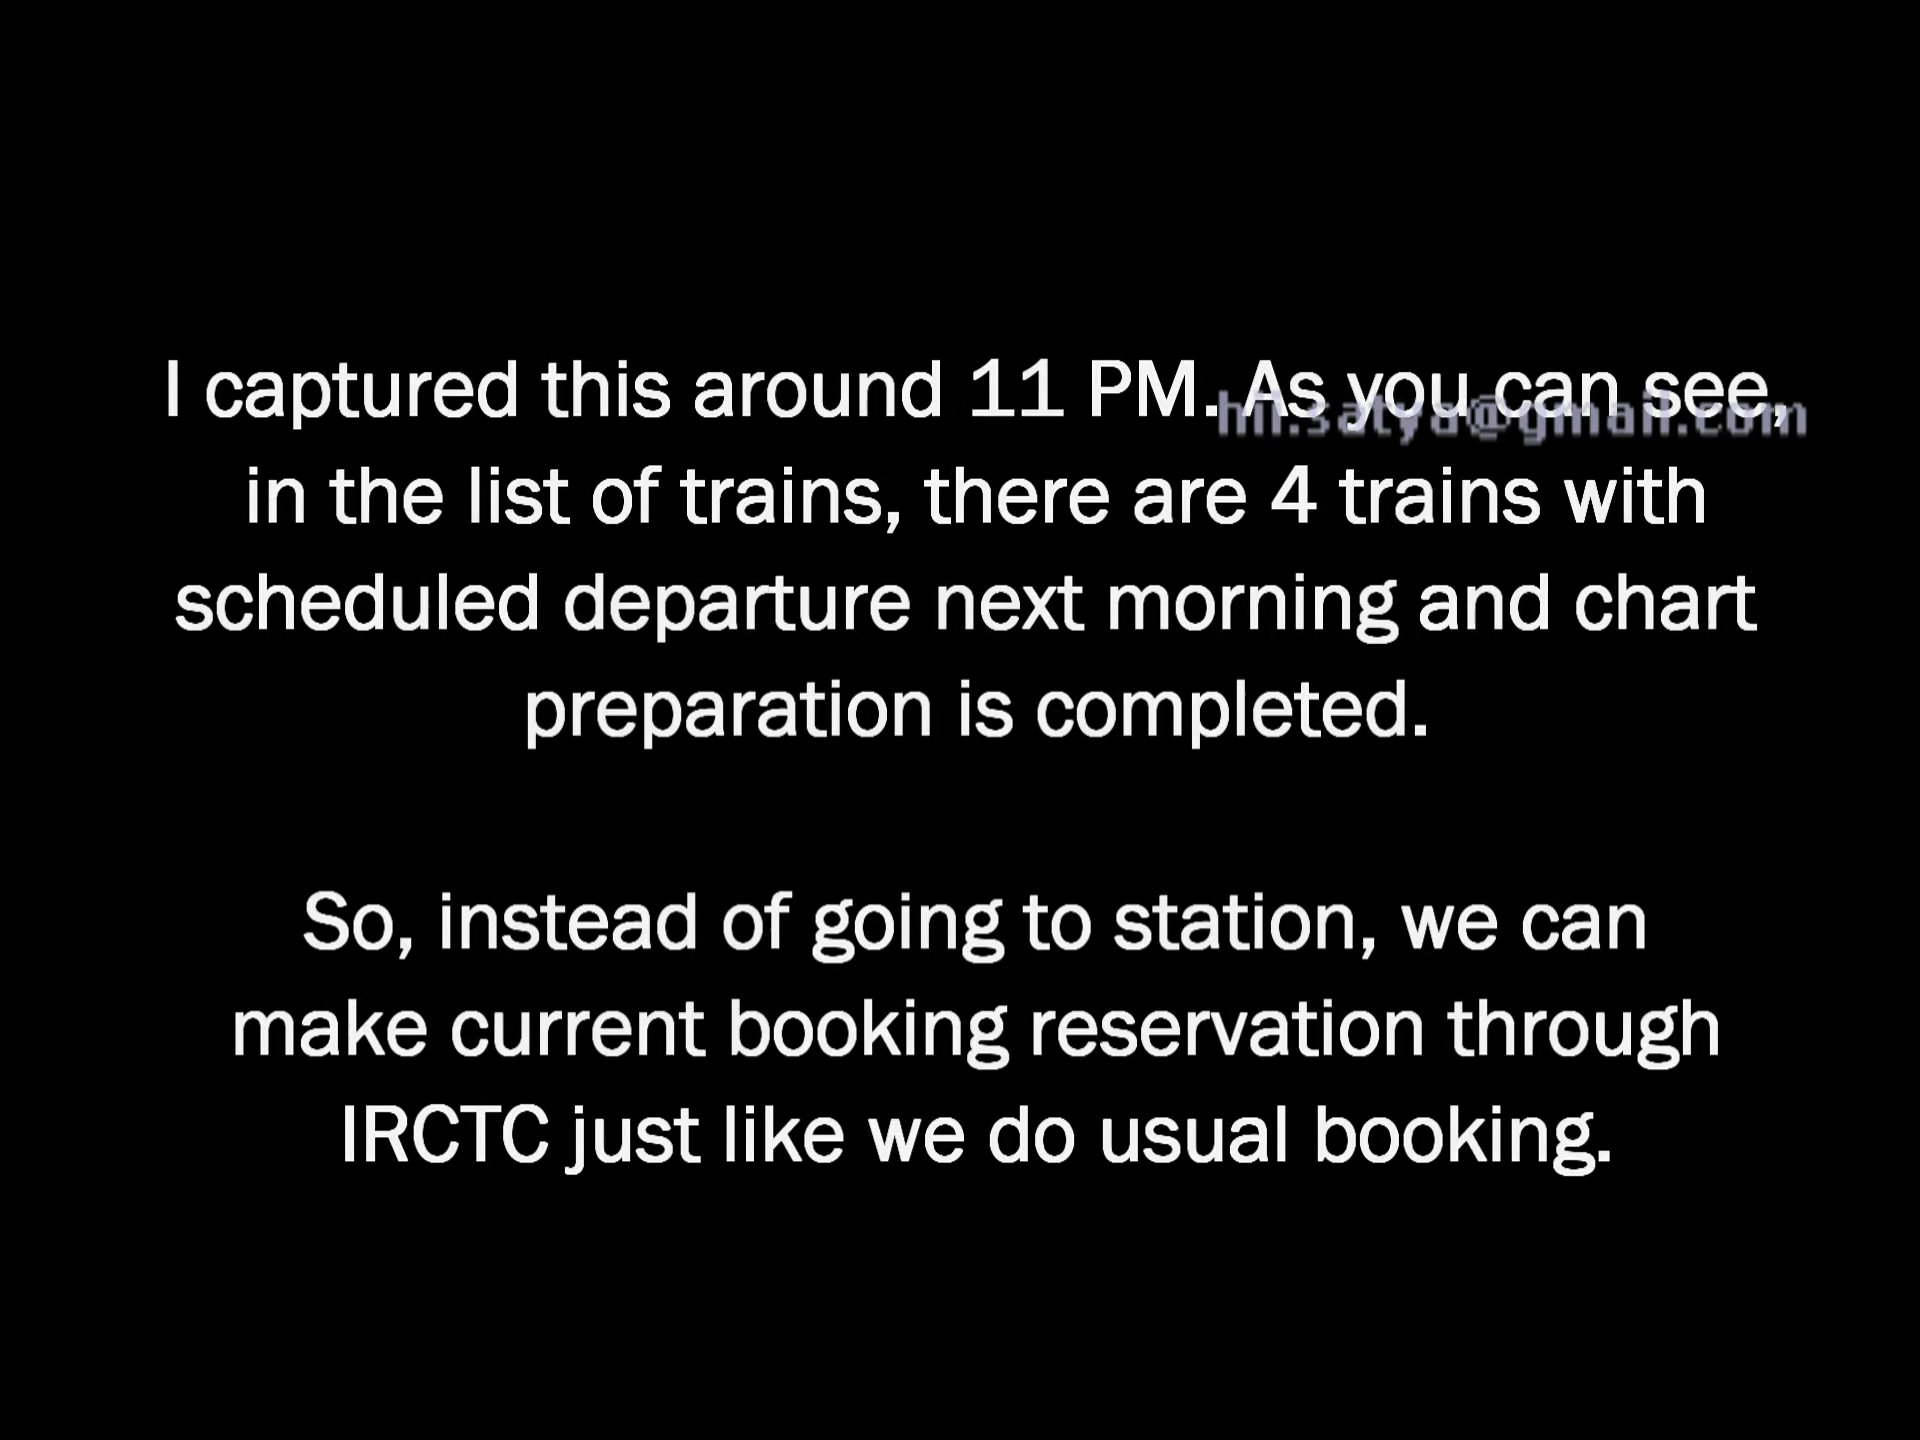 I captured this around 11 PM. As you can see,
in the list of trains, there are 4 trains with
scheduled departure next morning and chart
preparation is completed.
So, instead of going to station, we can
make current booking reservation through
IRCTC just like we do usual booking.